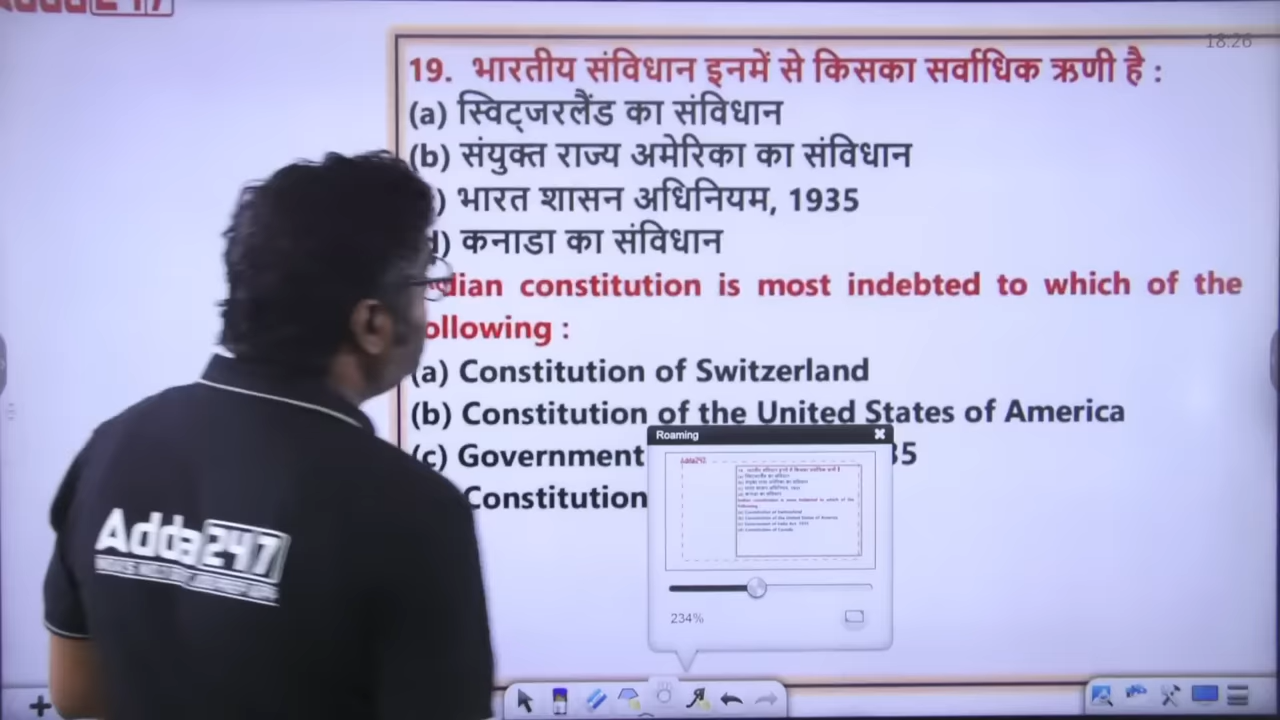 18:26
19. भारतीय संविधान इनमें से किसका सर्वाधिक ऋणी है :
(a) स्विट्जरलैंड का संविधान
(b) संयुक्त राज्य अमेरिका का संविधान
) भारत शासन अधिनियम, 1935
d) कनाडा का संविधान
dian constitution is most indebted to which of the
ollowing :
(a) Constitution of Switzerland
(b) Constitution of the United States of America
(c) Government 35
Constitution
Roaming
234%
Adda247